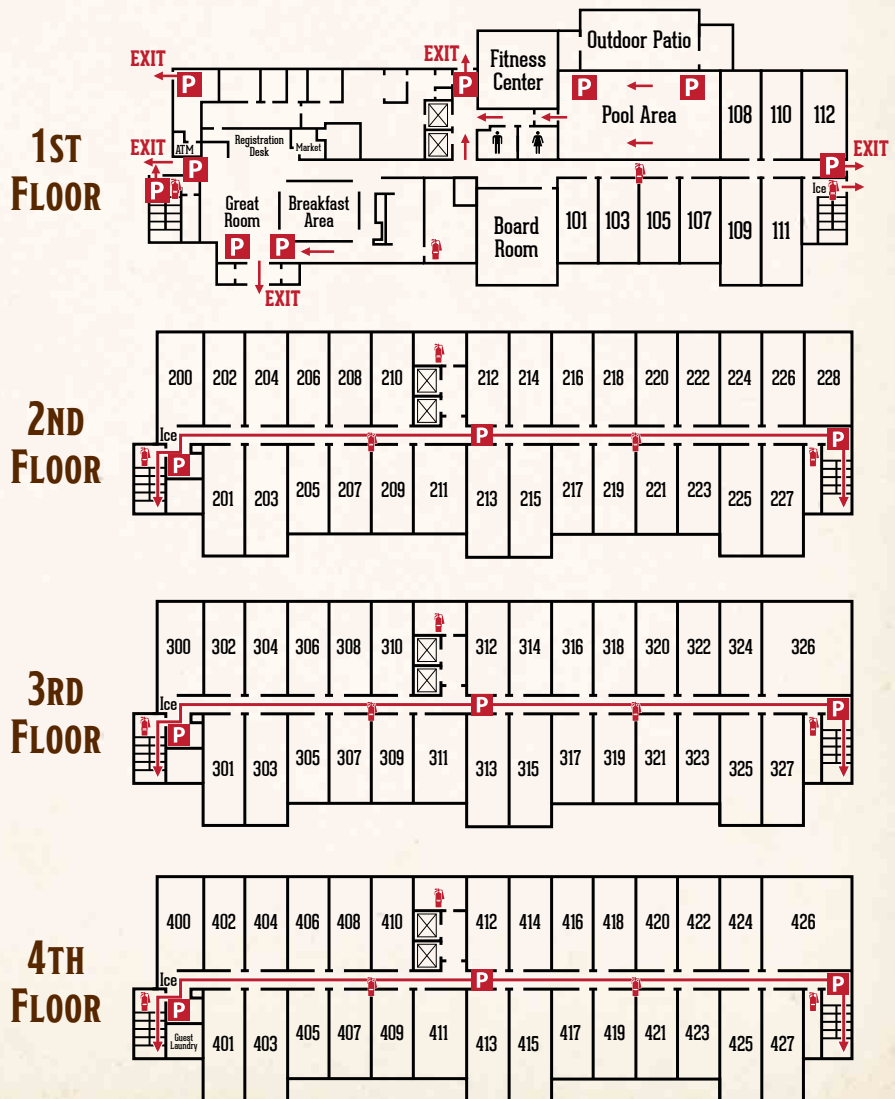 1ST
FLOOR
EXIT
P
EXIT
P
Fitness
Center
Outdoor Patio
P
P
Pool Area
108
110
112
ATM
Registration
Desk
Market
EXIT
P
P
P
EXIT
Ice
Great
Room
Breakfast
Area
P
P
EXIT
Board
Room
101
103
105
107
109
111
2ND
FLOOR
200
202
204
206
208
210
212
214
216
218
220
222
224
226
228
Ice
P
P
P
201
203
205
207
209
211
213
215
217
219
221
223
225
227
3RD
FLOOR
300
302
304
306
308
310
312
314
316
318
320
322
324
326
Ice
P
P
P
301
303
305
307
309
311
313
315
317
319
321
323
325
327
4TH
FLOOR
400
402
404
406
408
410
412
414
416
418
420
422
424
426
Ice
P
P
P
Guest
Laundry
401
403
405
407
409
411
413
415
417
419
421
423
425
427